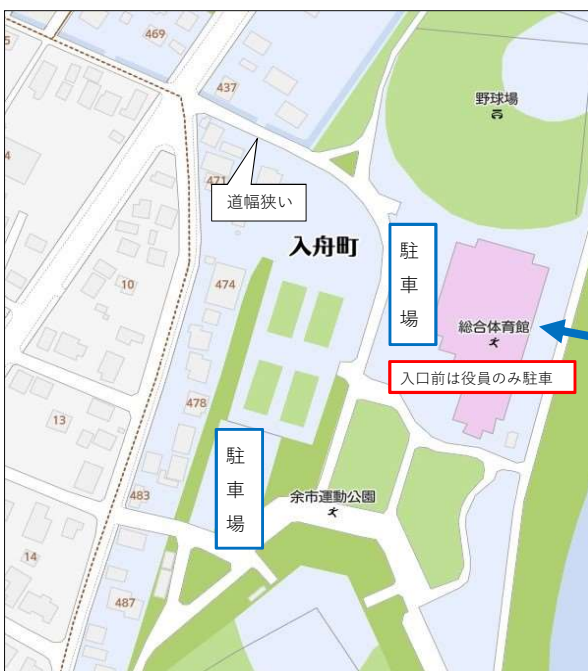 469
437
野球場
471
道幅狭い
入舟町
駐車場
474
10
総合体育館
入口前は役員のみ駐車
478
13
駐車場
483
余市運動公園
14
487